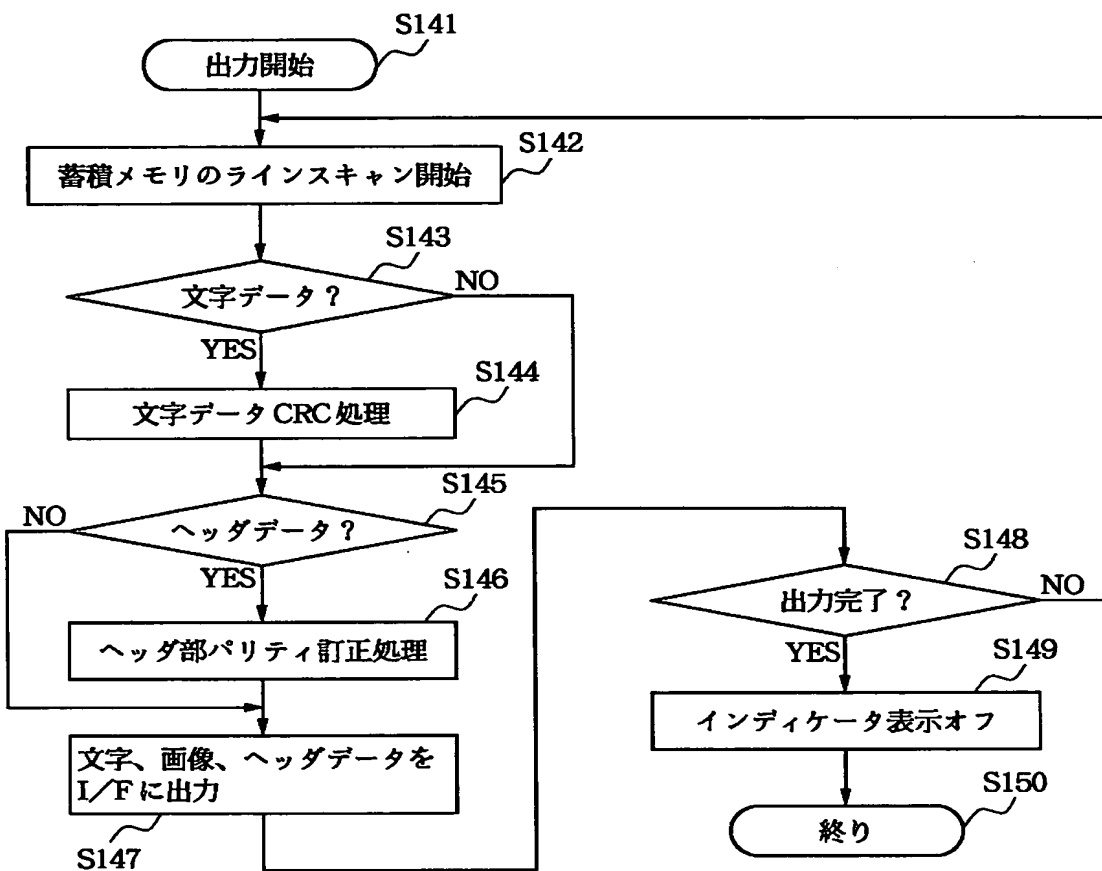 S141
出力開始
S142
蓄積メモリのラインスキャン開始
S143
文字データ？
NO
YES
S144
文字データCRC処理
S145
ヘッダデータ？
NO
YES
S146
ヘッダ部パリティ訂正処理
文字、画像、ヘッダデータを
I/Fに出力
S147
S148
出力完了？
NO
YES
S149
インディケータ表示オフ
S150
終り